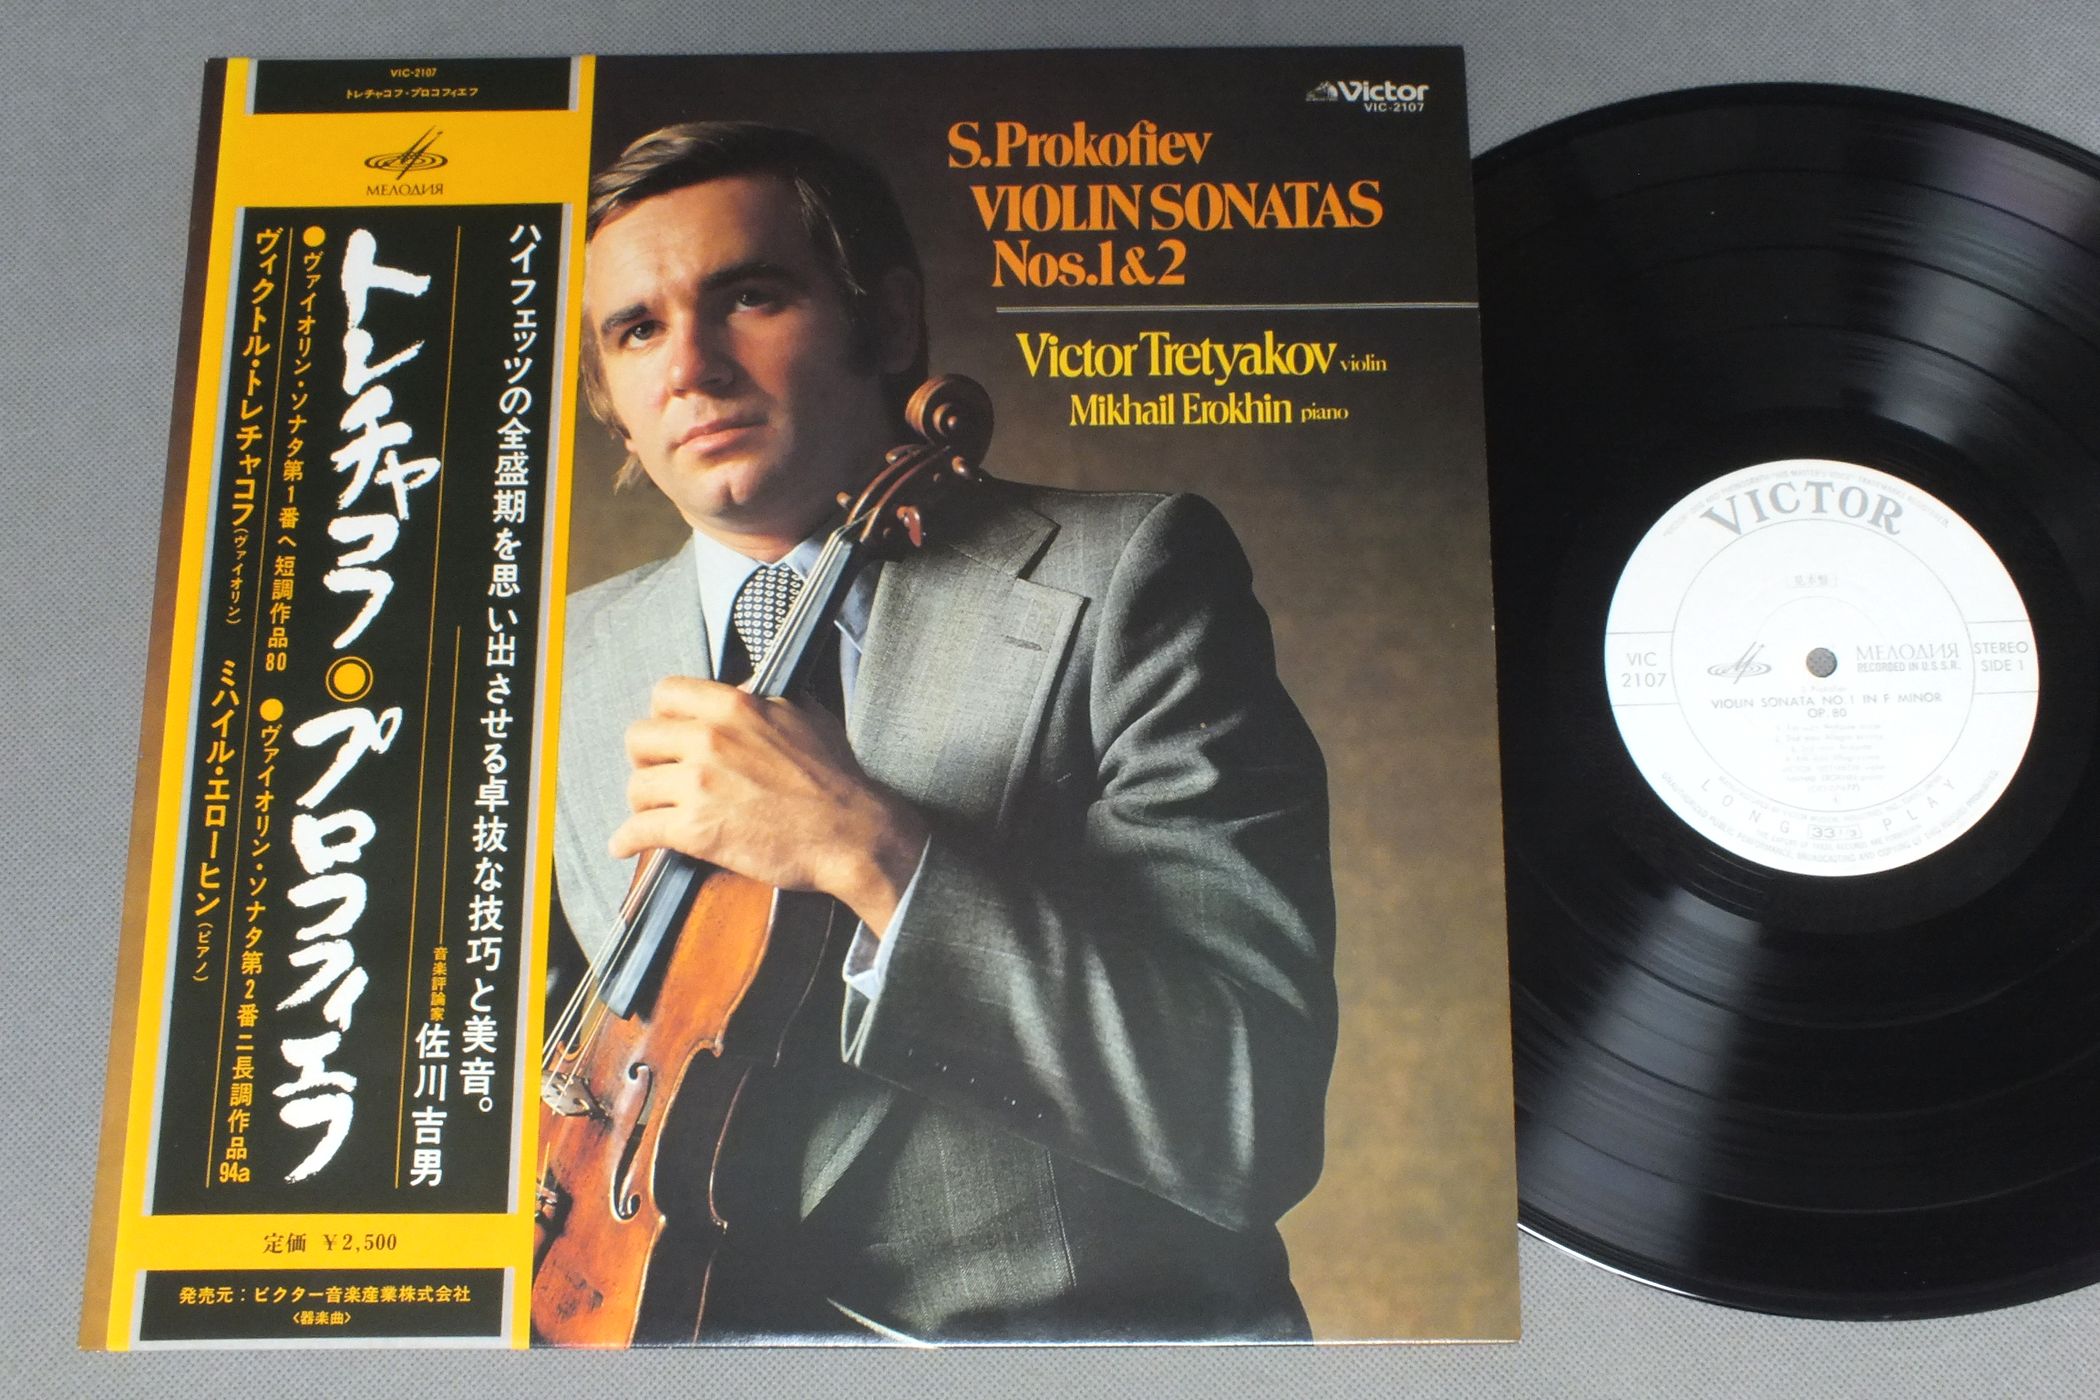 VIC-2107
トレチャコフ・プロコフィエフ
МЕЛОДИЯ
ハイフェッツの全盛期を思い出させる卓抜な技巧と美音。
音楽評論家 佐川吉男
トレチャコフ◎プロコフィエフ
●ヴァイオリン・ソナタ第1番ヘ短調作品80 ●ヴァイオリン・ソナタ第2番ニ長調作品94a
ヴィクトル・トレチャコフ(ヴァイオリン) ミハイル・エローヒン(ピアノ)
定価 ¥2,500
発売元:ビクター音楽産業株式会社
〈器楽曲〉
Victor
VIC-2107
S.Prokofiev
VIOLIN SONATAS
Nos.1&2
Victor Tretyakov violin
Mikhail Erokhin piano
VICTOR
見本盤
VIC
2107
МЕЛОДИЯ
RECORDED IN U.S.S.R.
STEREO
SIDE 1
S. Prokofiev
VIOLIN SONATA NO 1 IN F MINOR
OP. 80
LONG 33 1/3 PLAY